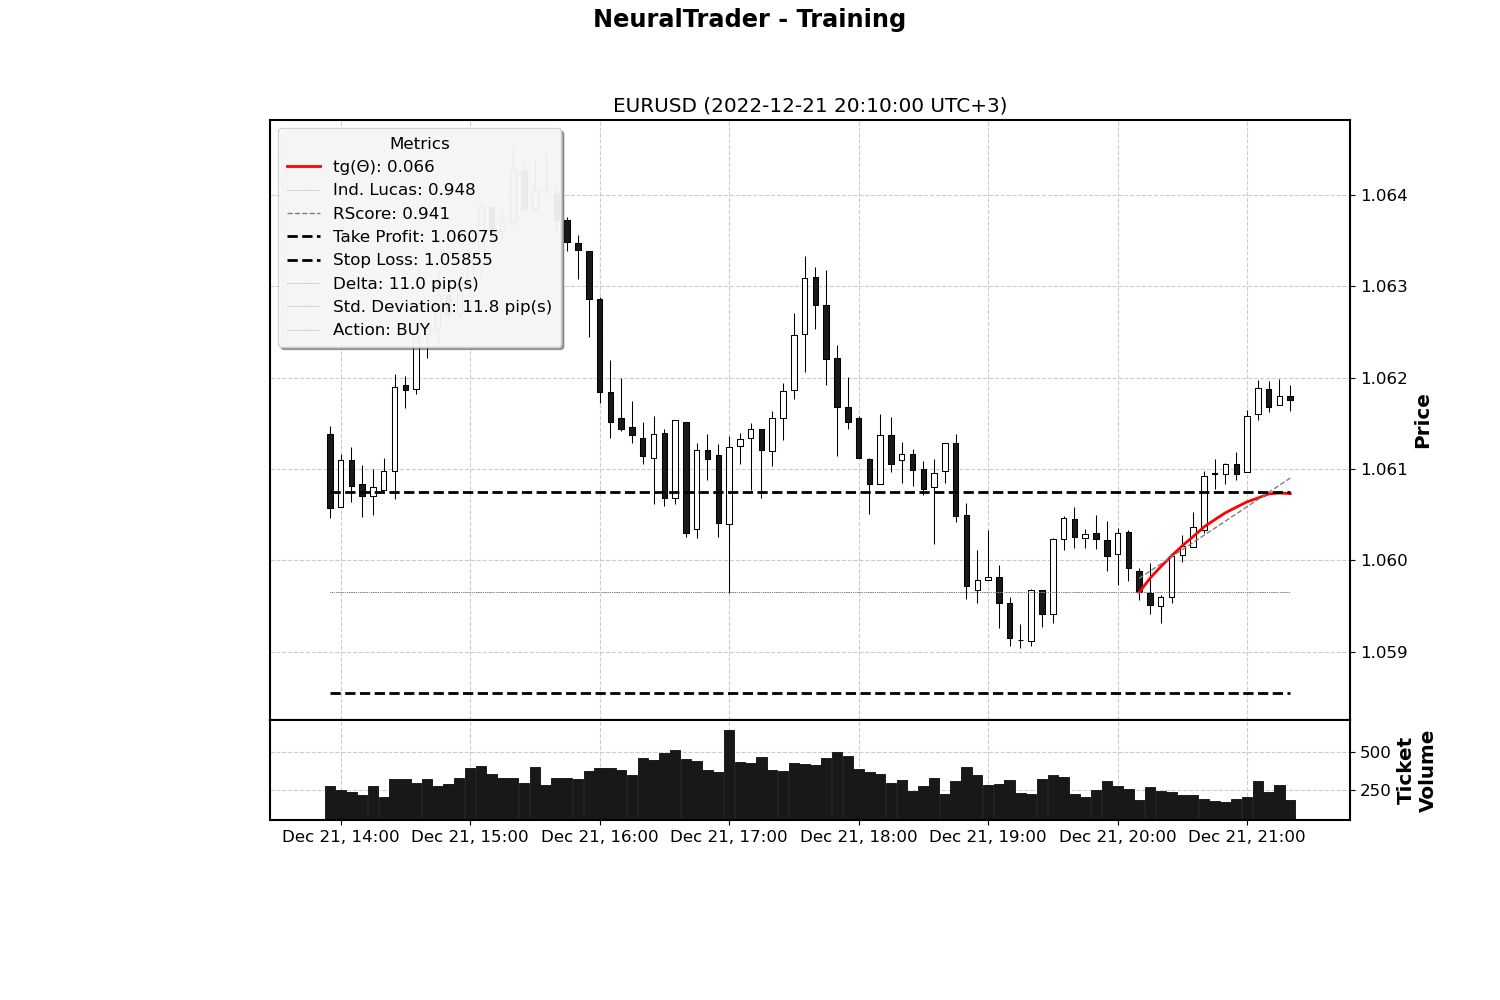 NeuralTrader - Training
EURUSD (2022-12-21 20:10:00 UTC+3)
Metrics
tg(Θ): 0.066
Ind. Lucas: 0.948
RScore: 0.941
Take Profit: 1.06075
Stop Loss: 1.05855
Delta: 11.0 pip(s)
Std. Deviation: 11.8 pip(s)
Action: BUY
1.064
1.063
1.062
1.061
1.060
1.059
Price
500
250
Ticket
Volume
Dec 21, 14:00 Dec 21, 15:00 Dec 21, 16:00 Dec 21, 17:00 Dec 21, 18:00 Dec 21, 19:00 Dec 21, 20:00 Dec 21, 21:00